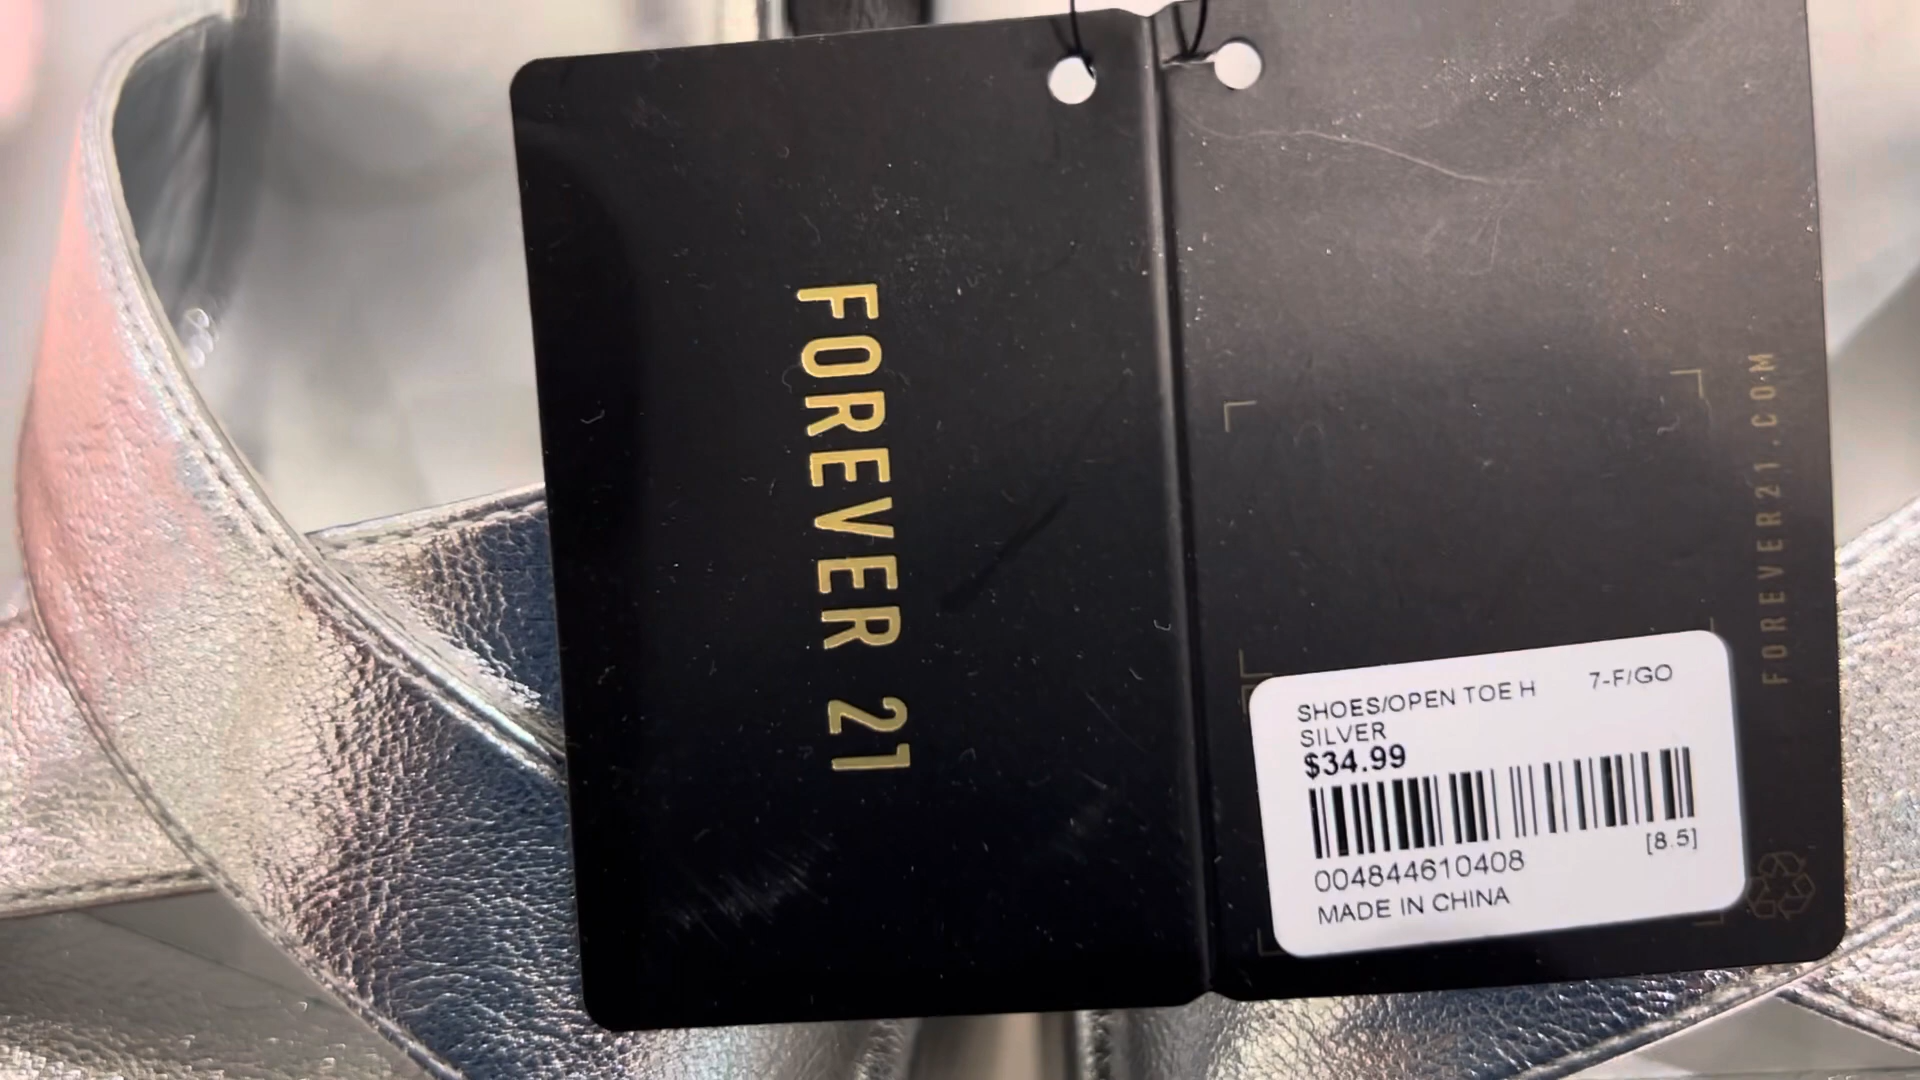 FOREVER 21
FOREVER21.COM
SHOES/OPEN TOE H 7-F/GO
SILVER
$34.99
[8.5]
004844610408
MADE IN CHINA